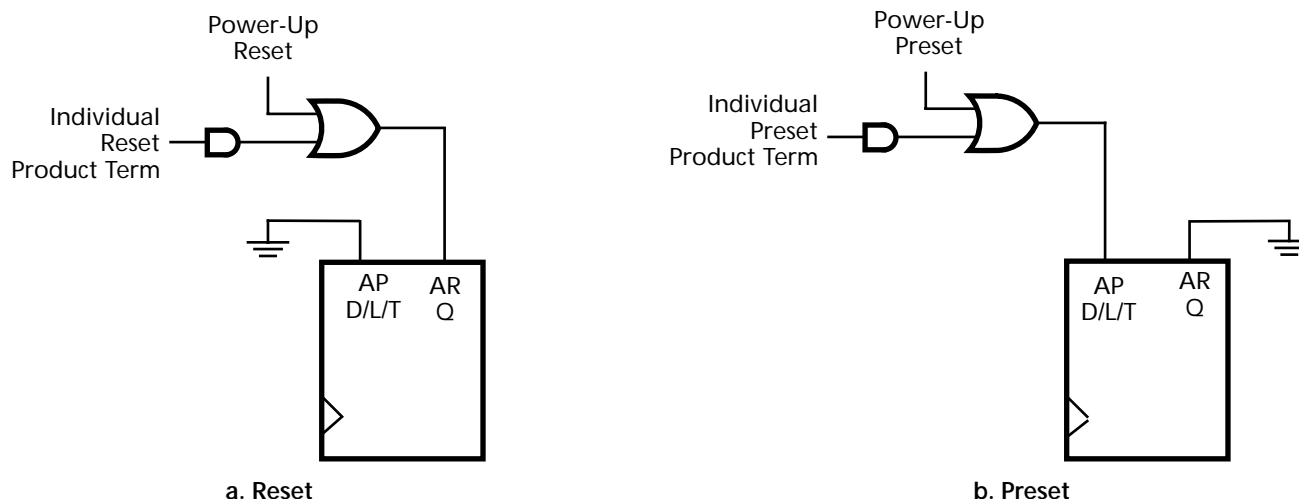 Power-Up
Reset
Individual
Reset
Product Term
AP
AR
D/L/T
Q
a. Reset
Power-Up
Preset
Individual
Preset
Product Term
AP
AR
D/L/T
Q
b. Preset